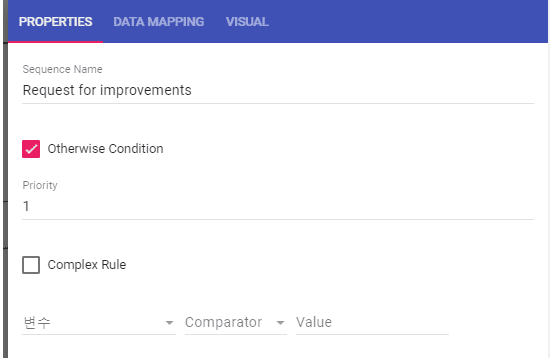 PROPERTIES DATA MAPPING VISUAL
Sequence Name
Request for improvements
Otherwise Condition
Priority
1
Complex Rule
변수 Comparator Value